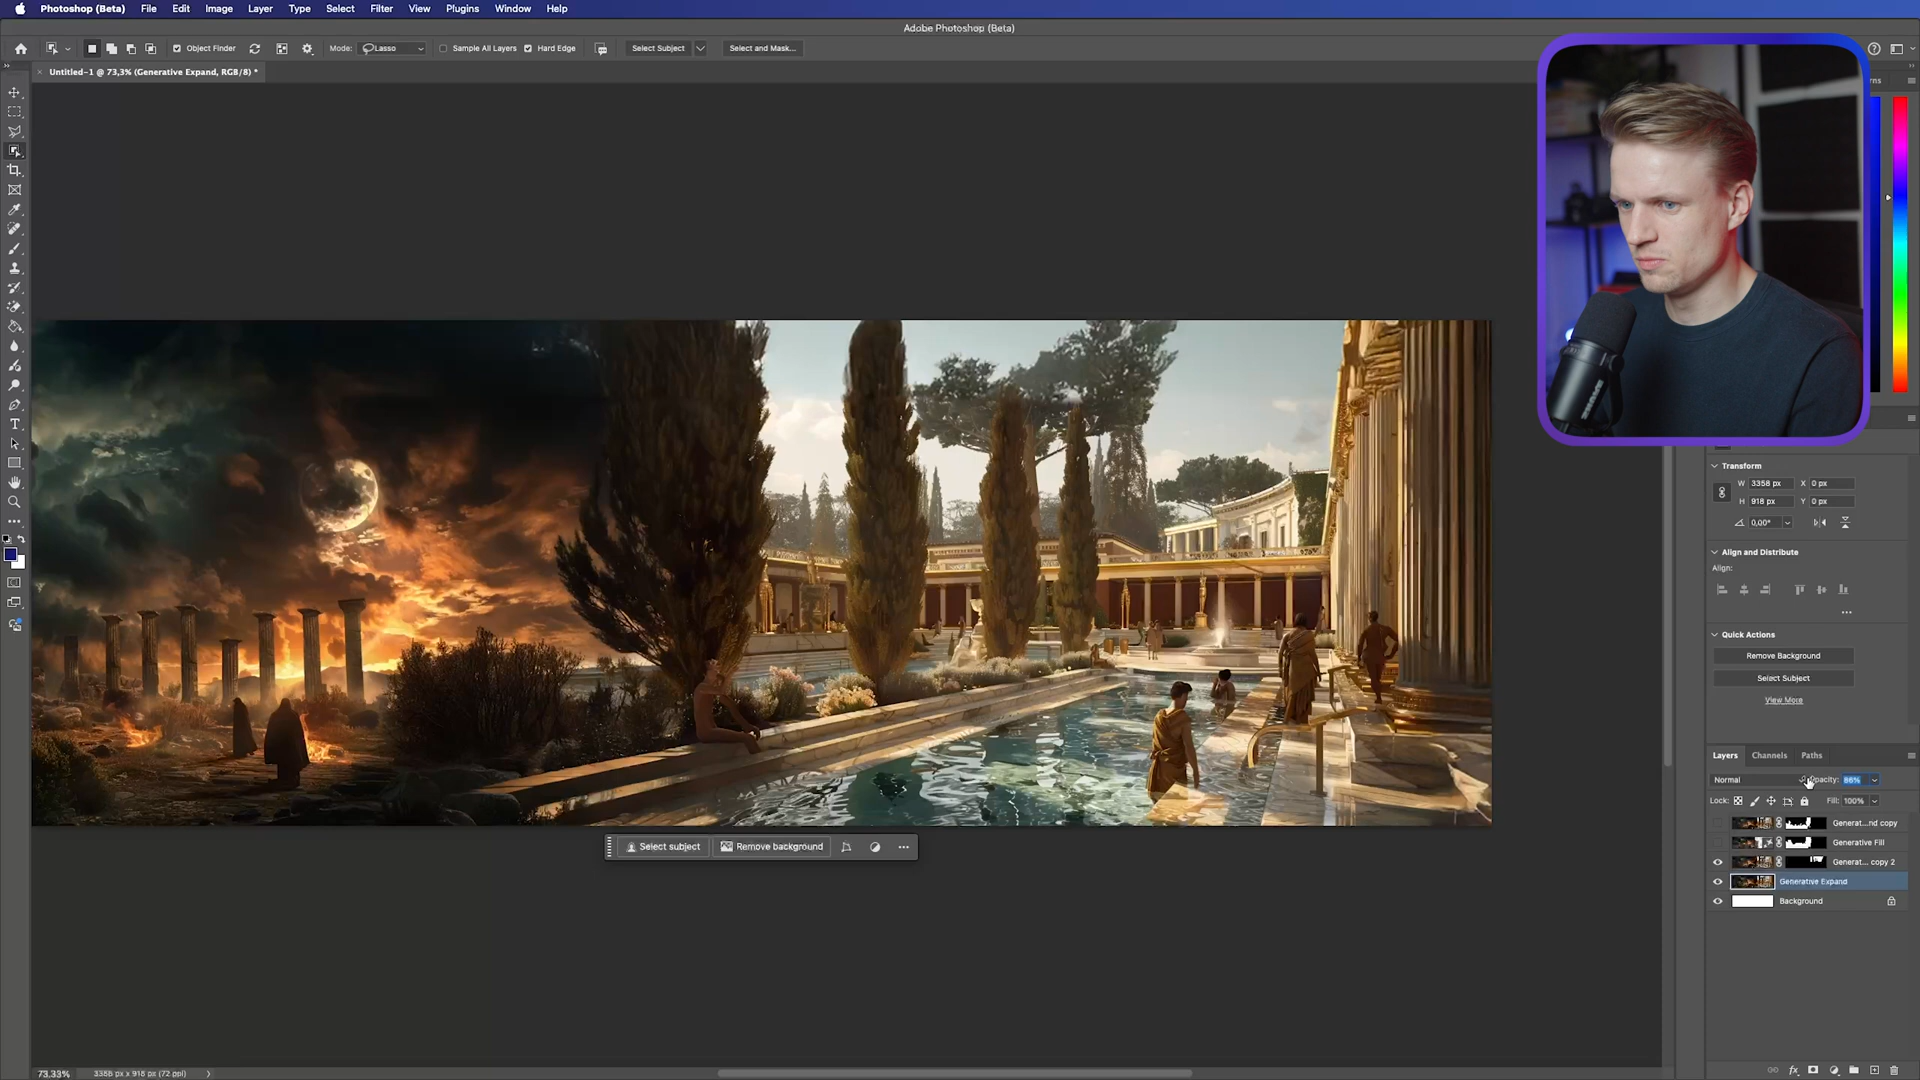 Photoshop (Beta) File Edit Image Layer Type Select Filter View Plugins Window Help
Adobe Photoshop (Beta)
Object Finder Mode: Lasso Sample All Layers Hard Edge Select Subject Select and Mask...
× Untitled-1 @ 73,3% (Generative Expand, RGB/8) *
Transform
W 3358 px X 0 px
H 918 px Y 0 px
0,00°
Align and Distribute
Align:
Quick Actions
Remove Background
Select Subject
View More
Layers Channels Paths
Normal Opacity: 86%
Lock: Fill: 100%
Generat...nd copy
Generative Fill
Generat... copy 2
Generative Expand
Background
Select subject Remove background
73.33% 3358 px x 918 px (72 ppi)